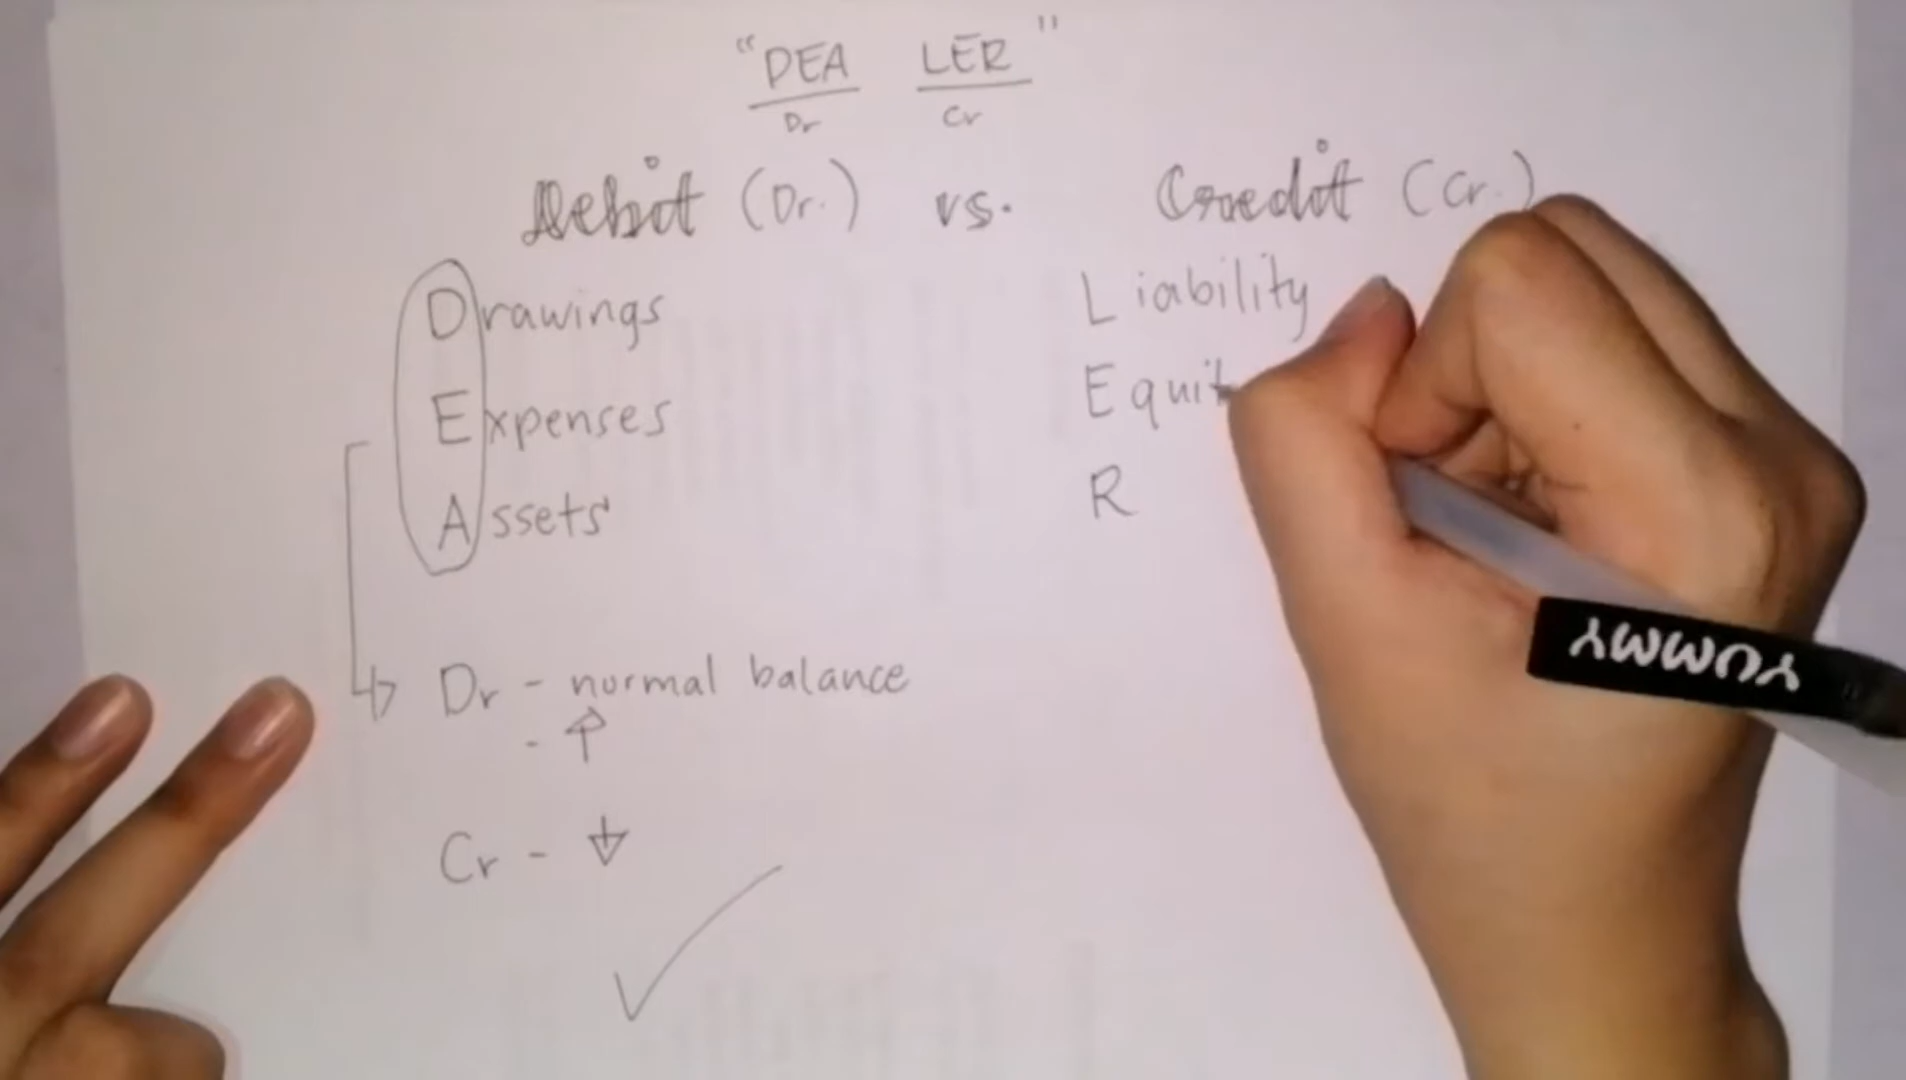 "DEA LER"
Dr Cr
Debit (Dr.) vs. Credit (Cr.)
Drawings
Expenses
Assets
Liability
Equit
R
Dr - normal balance
- ↑
Cr - ↓
YUMMY